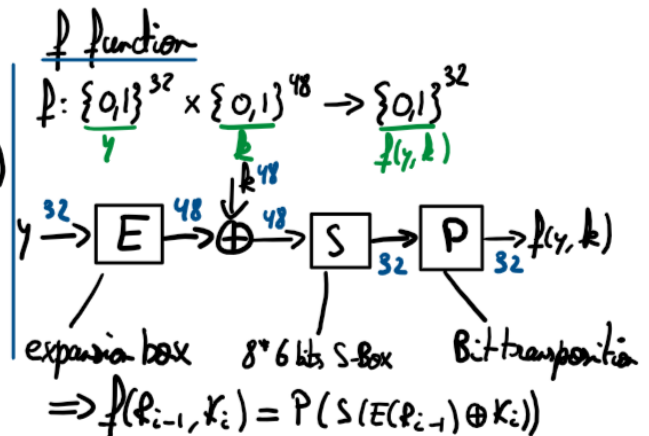 f function
f: {0,1}^32 × {0,1}^48 → {0,1}^32
y k f(y,k)
k 48
y 32 → E 48 → ⊕ 48 → S 32 → P 32 → f(y,k)
expansion box 8*6 bits S-Box Bit transposition
⇒ f(R_{i-1}, K_i) = P(S(E(R_{i-1}) ⊕ K_i))